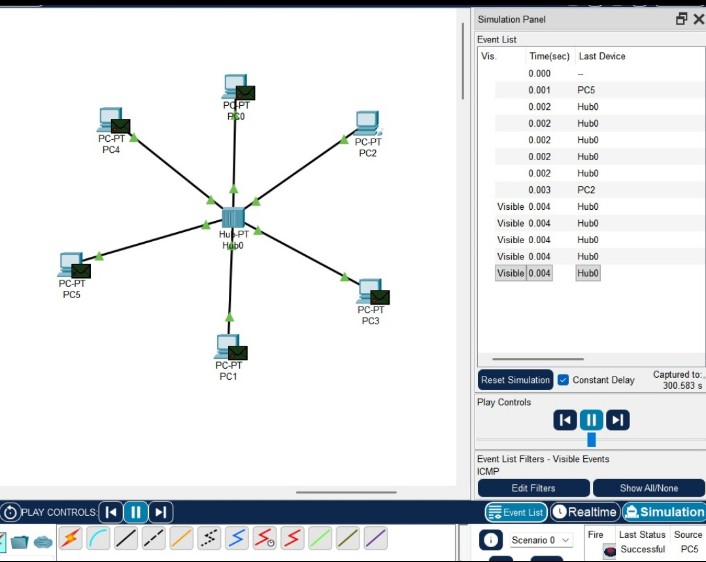 Simulation Panel
Event List
Vis. Time(sec) Last Device
0.000 --
0.001 PC5
0.002 Hub0
0.002 Hub0
0.002 Hub0
0.002 Hub0
0.002 Hub0
0.003 PC2
Visible 0.004 Hub0
Visible 0.004 Hub0
Visible 0.004 Hub0
Visible 0.004 Hub0
Visible 0.004 Hub0
PC-PT
PC0
PC-PT
PC4
PC-PT
PC2
Hub-PT
Hub0
PC-PT
PC5
PC-PT
PC3
PC-PT
PC1
Reset Simulation Constant Delay Captured to:
300.583 s
Play Controls
Event List Filters - Visible Events
ICMP
Edit Filters Show All/None
PLAY CONTROLS: Event List Realtime Simulation
Scenario 0 Fire Last Status Source
Successful PC5